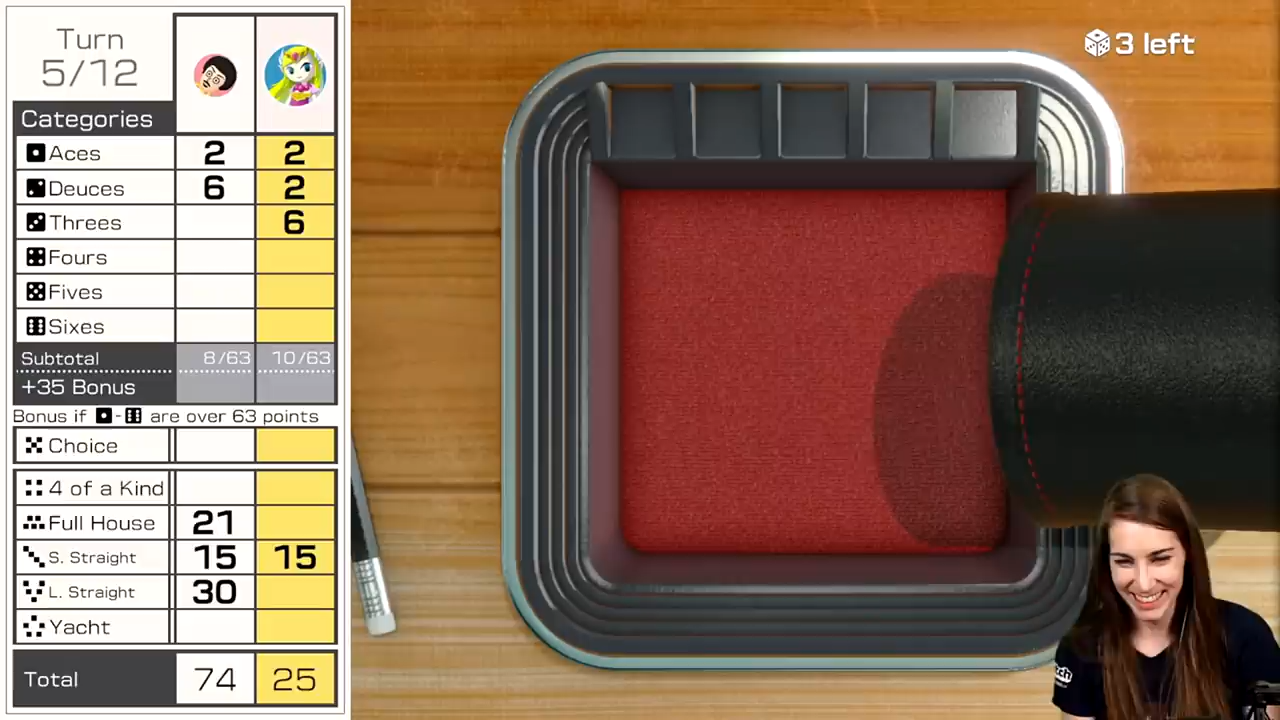 Turn
5/12
3 left
Categories
Aces 2 2
Deuces 6 2
Threes 6
Fours
Fives
Sixes
Subtotal 8/63 10/63
+35 Bonus
Bonus if - are over 63 points
Choice
4 of a Kind
Full House 21
S. Straight 15 15
L. Straight 30
Yacht
Total 74 25